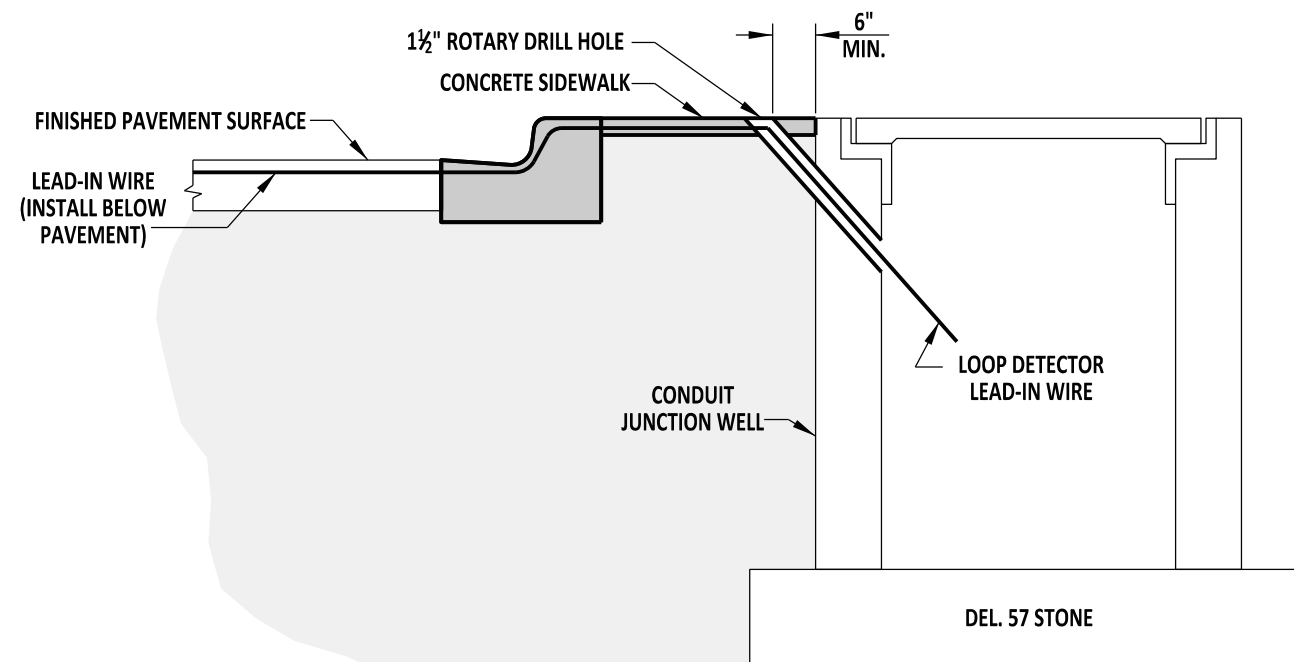 6"
MIN.
1½" ROTARY DRILL HOLE
CONCRETE SIDEWALK
FINISHED PAVEMENT SURFACE
LEAD-IN WIRE
(INSTALL BELOW
PAVEMENT)
LOOP DETECTOR
LEAD-IN WIRE
CONDUIT
JUNCTION WELL
DEL. 57 STONE